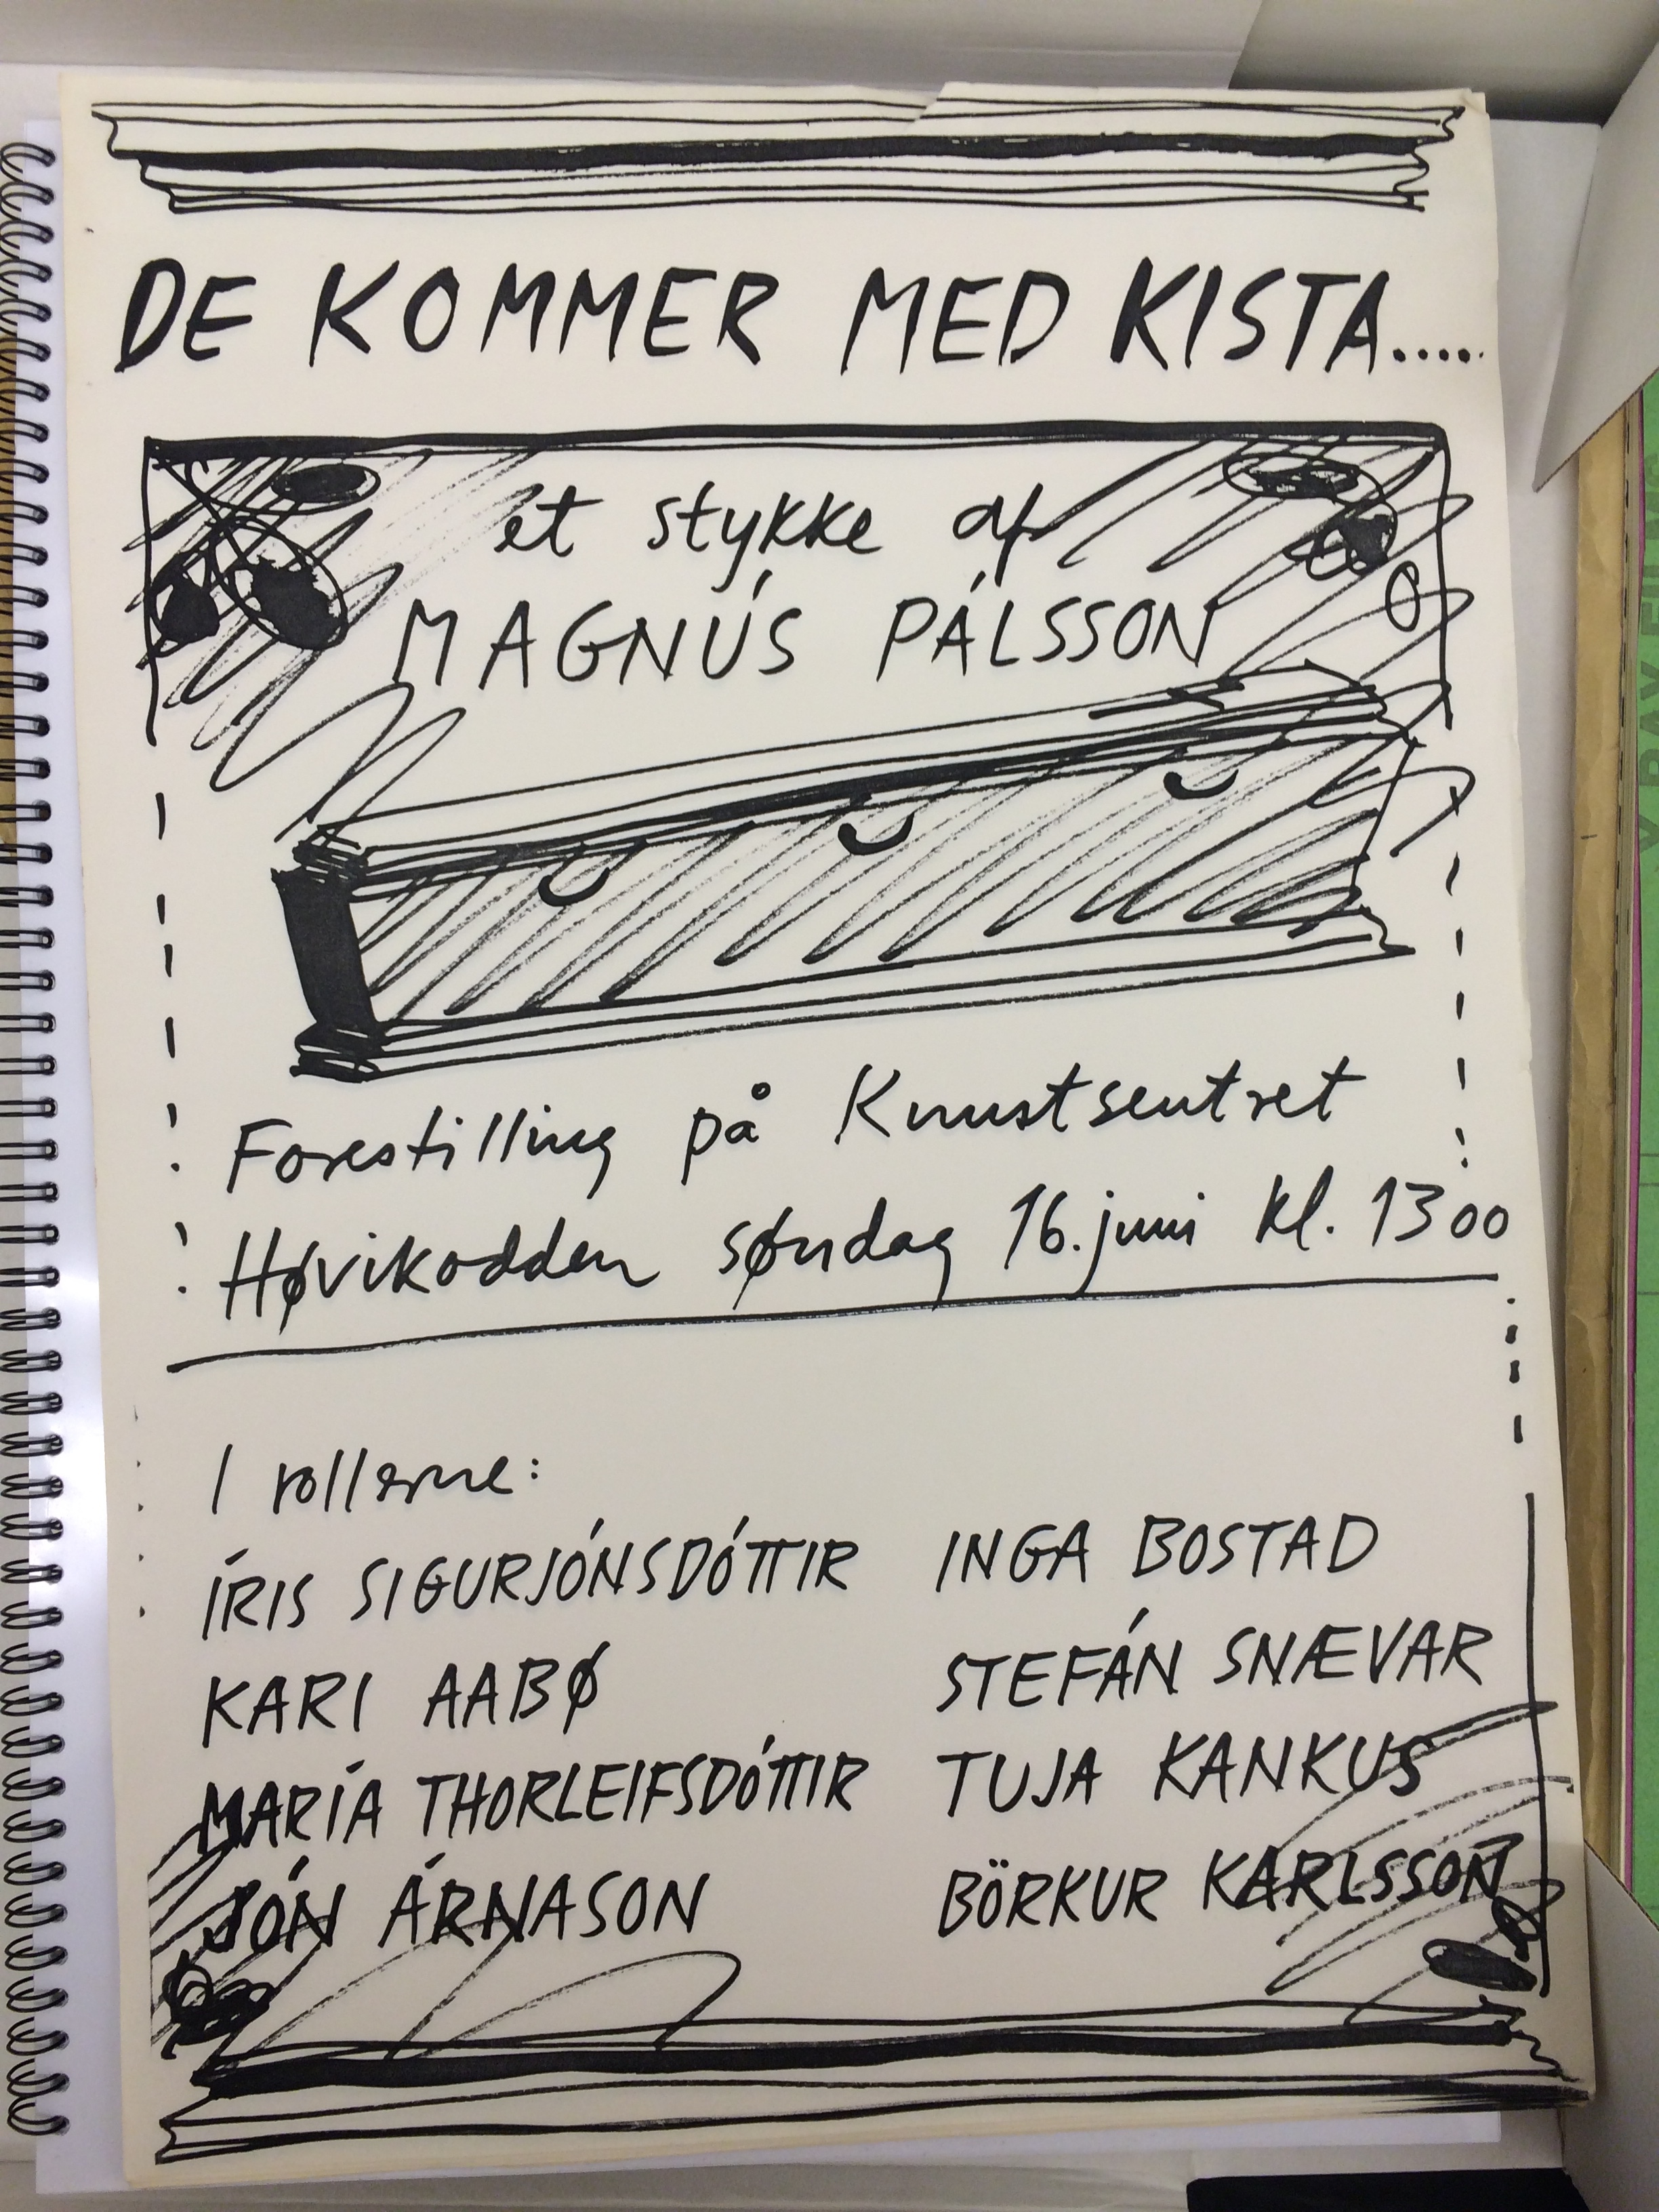 DE KOMMER MED KISTA.....
et stykke af
MAGNÚS PÁLSSON
Forestilling på Kunstsentret
Høvikodden søndag 16. juni kl. 1300
I rollerne:
ÍRIS SIGURJÓNSDÓTTIR
KARI AABØ
MARÍA THORLEIFSDÓTTIR
JÓN ÁRNASON
INGA BOSTAD
STEFÁN SNÆVAR
TUJA KANKUS
BÖRKUR KARLSSON